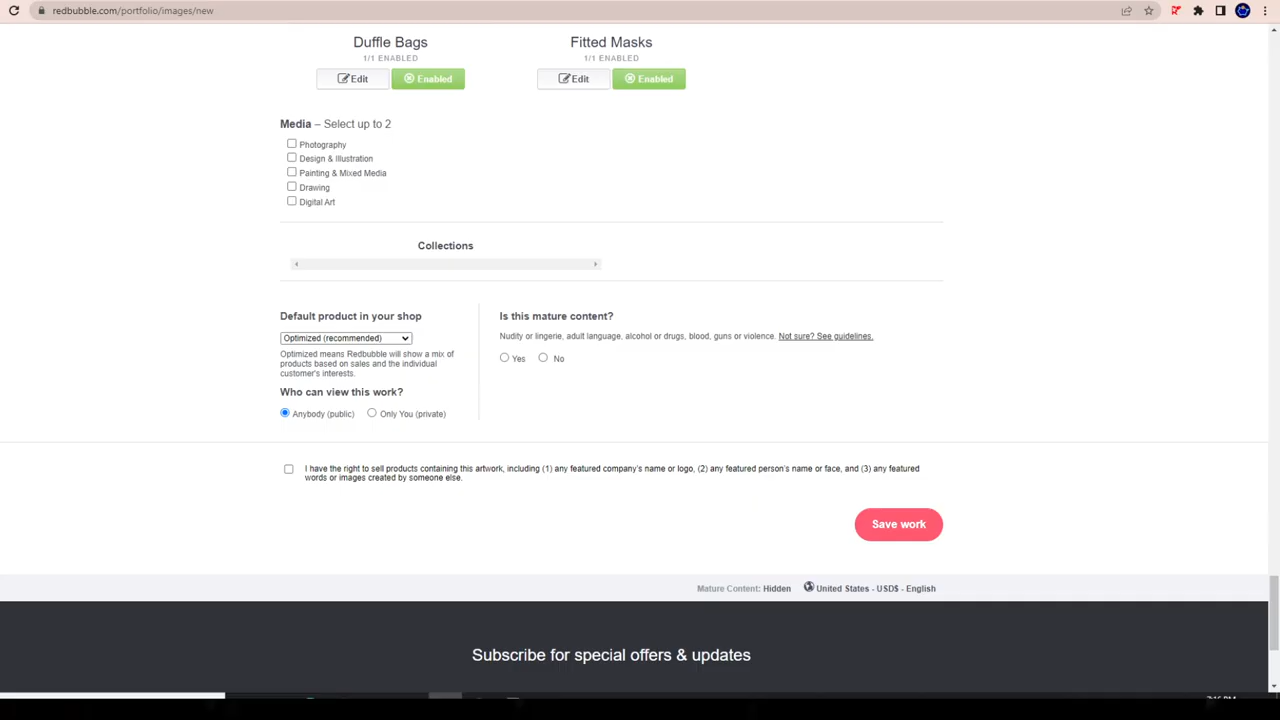 redbubble.com/portfolio/images/new
Duffle Bags
Fitted Masks
1/1 ENABLED
1/1 ENABLED
Edit
Enabled
Edit
Enabled
Media – Select up to 2
Photography
Design & Illustration
Painting & Mixed Media
Drawing
Digital Art
Collections
Default product in your shop
Is this mature content?
Optimized (recommended)
Nudity or lingerie, adult language, alcohol or drugs, blood, guns or violence. Not sure? See guidelines.
Optimized means Redbubble will show a mix of
products based on sales and the individual
customer's interests.
Yes
No
Who can view this work?
Anybody (public)
Only You (private)
I have the right to sell products containing this artwork, including (1) any featured company's name or logo, (2) any featured person's name or face, and (3) any featured
words or images created by someone else.
Save work
Mature Content: Hidden
United States - USD$ - English
Subscribe for special offers & updates